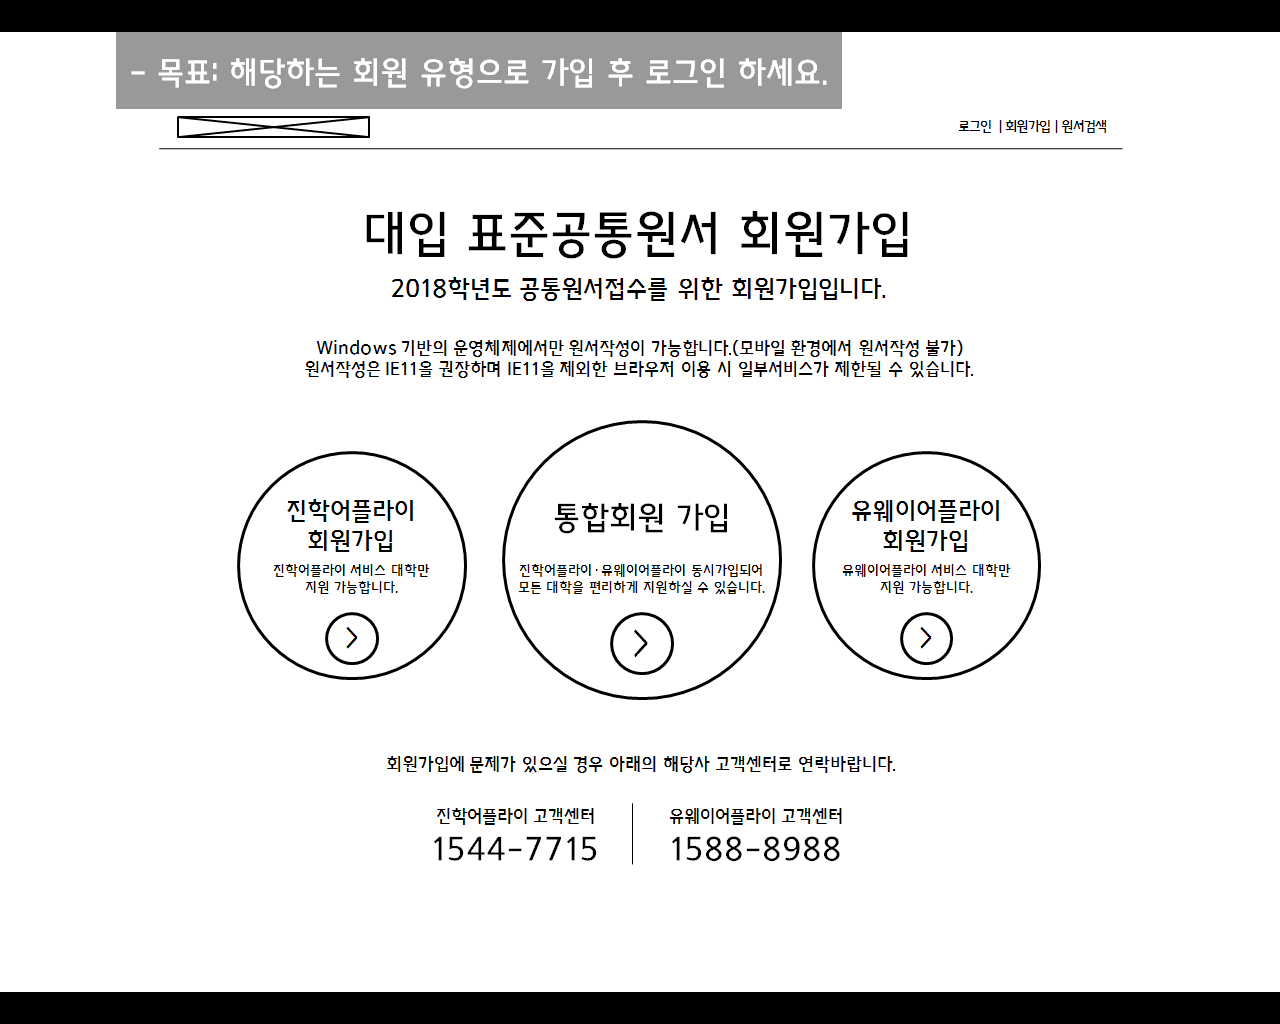 - 목표: 해당하는 회원 유형으로 가입 후 로그인 하세요.
로그인 | 회원가입 | 원서검색
대입 표준공통원서 회원가입
2018학년도 공통원서접수를 위한 회원가입입니다.
Windows 기반의 운영체제에서만 원서작성이 가능합니다.(모바일 환경에서 원서작성 불가)
원서작성은 IE11을 권장하며 IE11을 제외한 브라우저 이용 시 일부서비스가 제한될 수 있습니다.
진학어플라이
회원가입
진학어플라이 서비스 대학만
지원 가능합니다.
통합회원 가입
진학어플라이·유웨이어플라이 동시가입되어
모든 대학을 편리하게 지원하실 수 있습니다.
유웨이어플라이
회원가입
유웨이어플라이 서비스 대학만
지원 가능합니다.
회원가입에 문제가 있으실 경우 아래의 해당사 고객센터로 연락바랍니다.
진학어플라이 고객센터
1544-7715
유웨이어플라이 고객센터
1588-8988